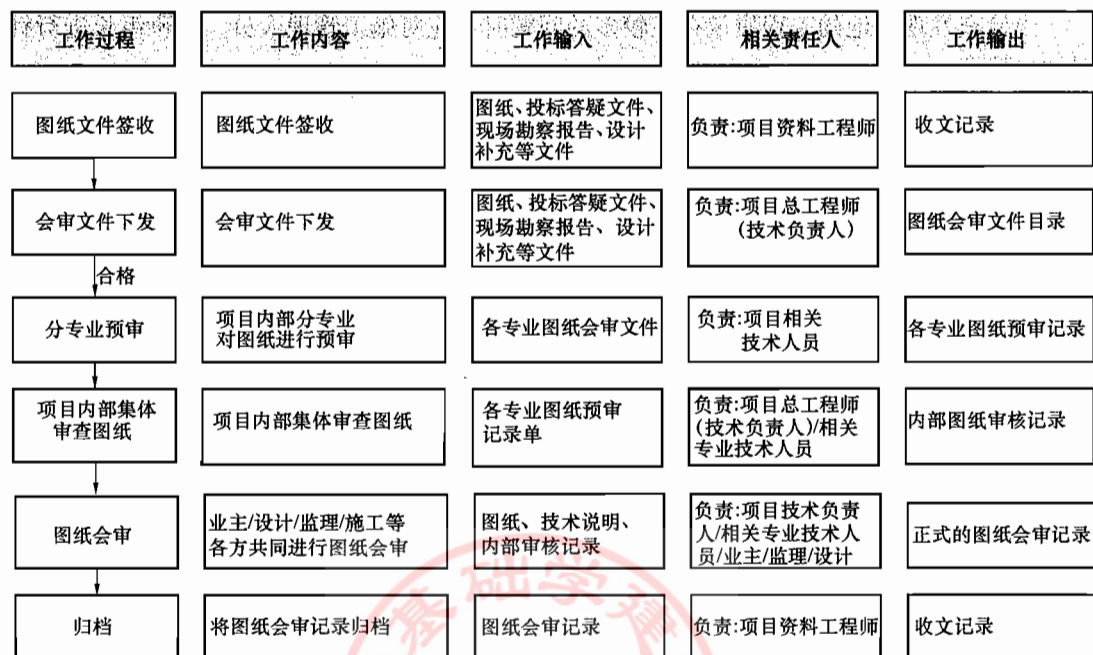 工作过程
工作内容
工作输入
相关责任人
工作输出
图纸文件签收
图纸文件签收
图纸、投标答疑文件、
现场勘察报告、设计
补充等文件
负责:项目资料工程师
收文记录
会审文件下发
会审文件下发
图纸、投标答疑文件、
现场勘察报告、设计
补充等文件
负责:项目总工程师
(技术负责人)
图纸会审文件目录
合格
分专业预审
项目内部分专业
对图纸进行预审
各专业图纸会审文件
负责:项目相关
技术人员
各专业图纸预审记录
项目内部集体
审查图纸
项目内部集体审查图纸
各专业图纸预审
记录单
负责:项目总工程师
(技术负责人)/相关
专业技术人员
内部图纸审核记录
图纸会审
业主/设计/监理/施工等
各方共同进行图纸会审
图纸、技术说明、
内部审核记录
负责:项目技术负责
人/相关专业技术人
员/业主/监理/设计
正式的图纸会审记录
归档
将图纸会审记录归档
图纸会审记录
负责:项目资料工程师
收文记录
基础学建